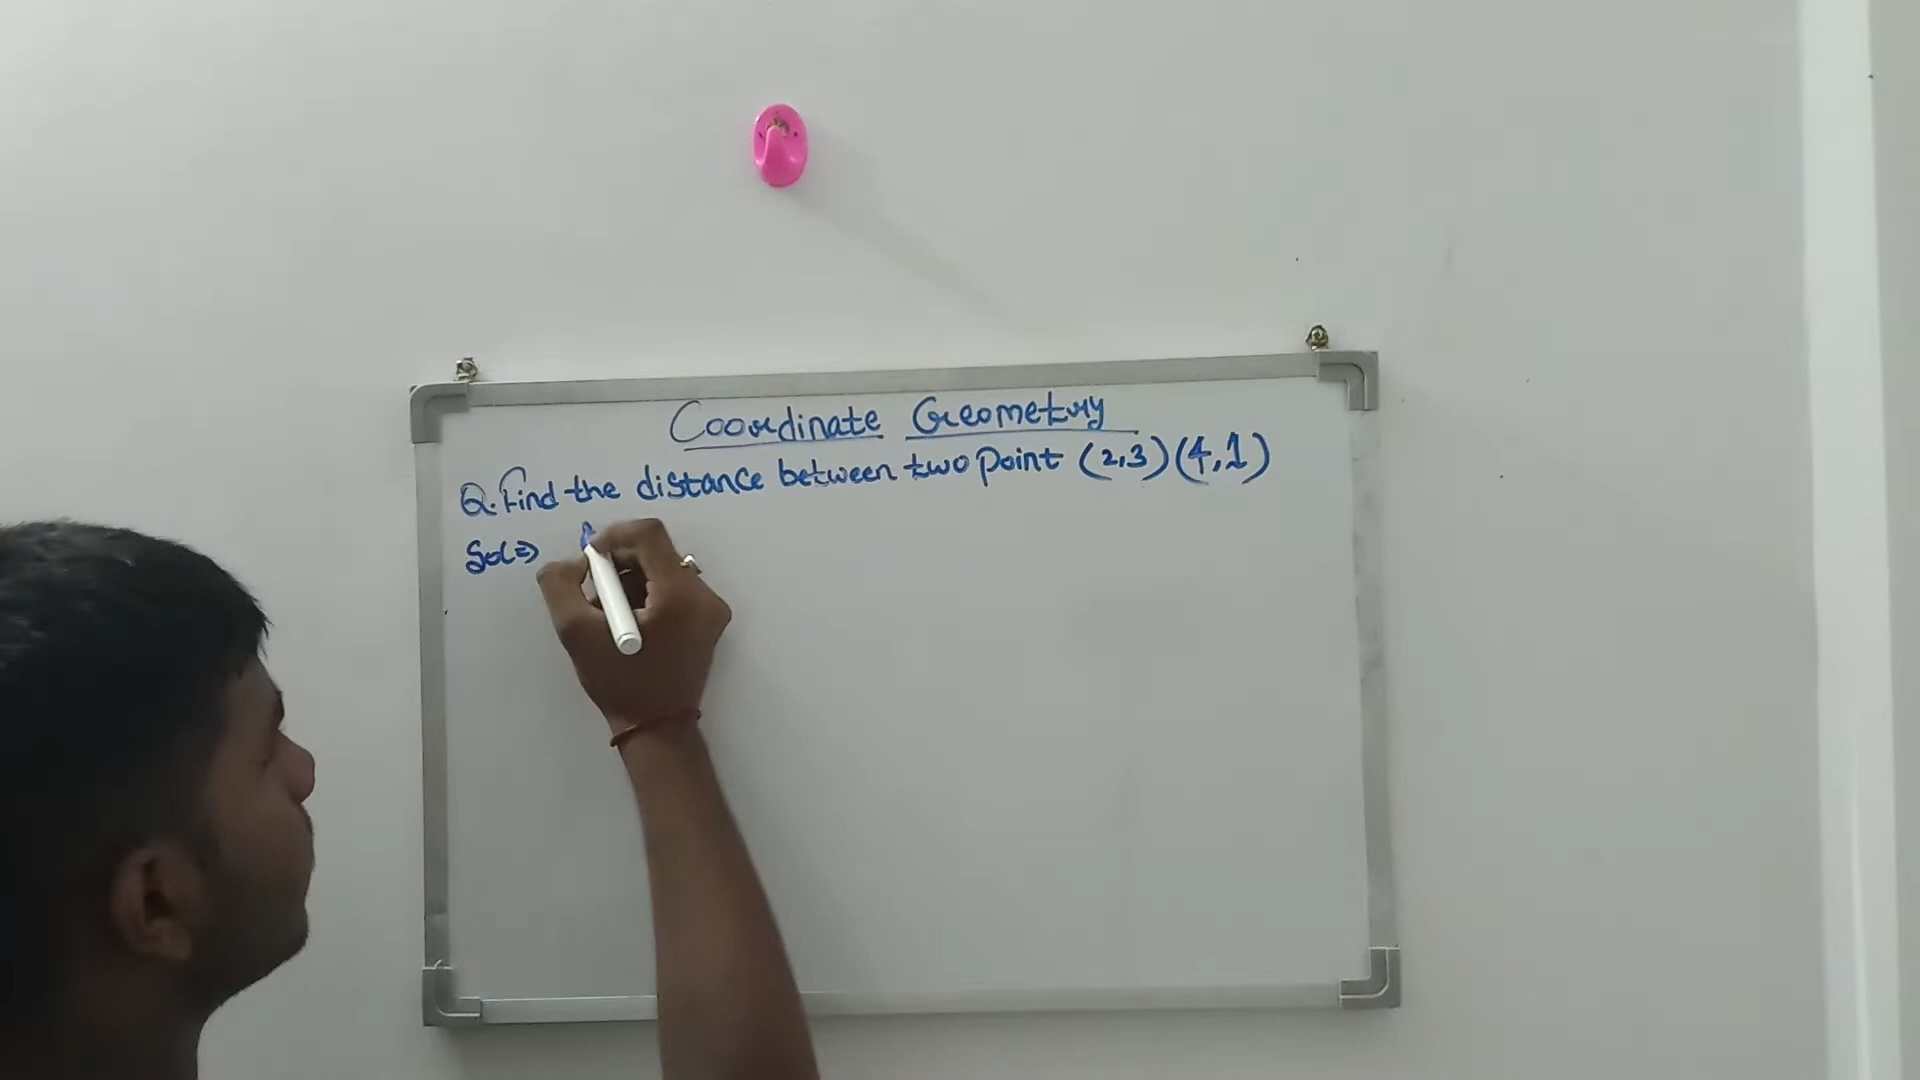 Coordinate Geometry
Q. Find the distance between two point (2,3) (4,1)
Sol⇒